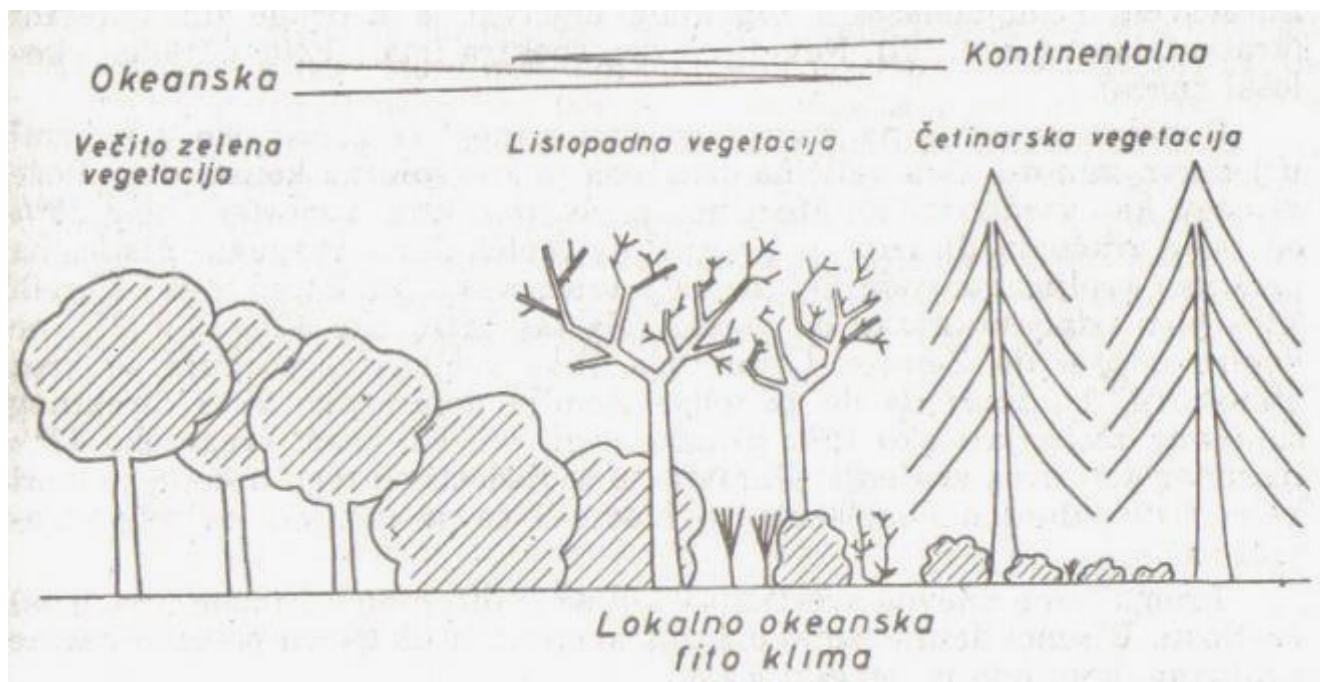 Okeanska
Kontinentalna
Večito zelena
vegetacija
Listopadna vegetacija
Četinarska vegetacija
Lokalno okeanska
fito klima